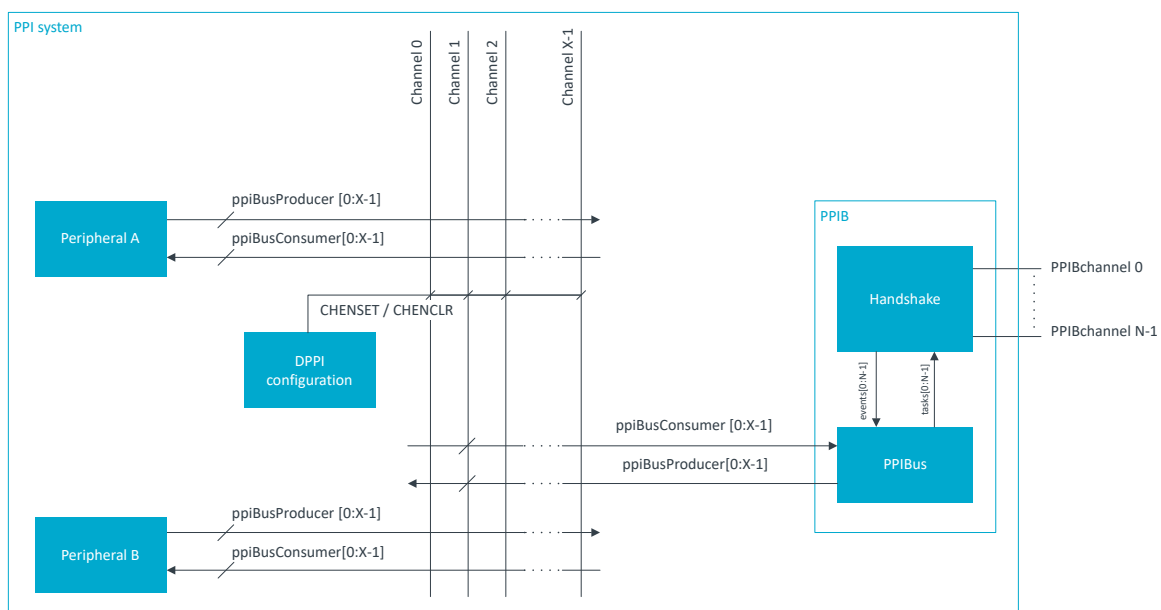 PPI system
Channel 0
Channel 1
Channel 2
Channel X-1
ppiBusProducer [0:X-1]
Peripheral A
ppiBusConsumer[0:X-1]
PPIB
Handshake
PPIBchannel 0
PPIBchannel N-1
CHENSET / CHENCLR
DPPI
configuration
events[0:N-1]
tasks[0:N-1]
ppiBusConsumer [0:X-1]
ppiBusProducer[0:X-1]
PPIBus
ppiBusProducer [0:X-1]
Peripheral B
ppiBusConsumer[0:X-1]